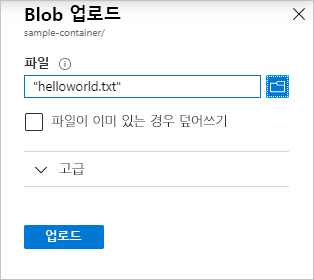 Blob 업로드
sample-container/
파일
"helloworld.txt"
파일이 이미 있는 경우 덮어쓰기
고급
업로드